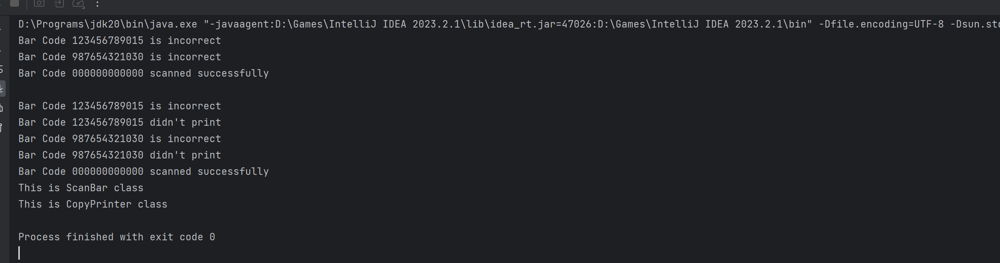 D:\Programs\jdk20\bin\java.exe "-javaagent:D:\Games\IntelliJ IDEA 2023.2.1\lib\idea_rt.jar=47026:D:\Games\IntelliJ IDEA 2023.2.1\bin" -Dfile.encoding=UTF-8
Bar Code 123456789015 is incorrect
Bar Code 987654321030 is incorrect
Bar Code 000000000000 scanned successfully
Bar Code 123456789015 is incorrect
Bar Code 123456789015 didn't print
Bar Code 987654321030 is incorrect
Bar Code 987654321030 didn't print
Bar Code 000000000000 scanned successfully
This is ScanBar class
This is CopyPrinter class
Process finished with exit code 0